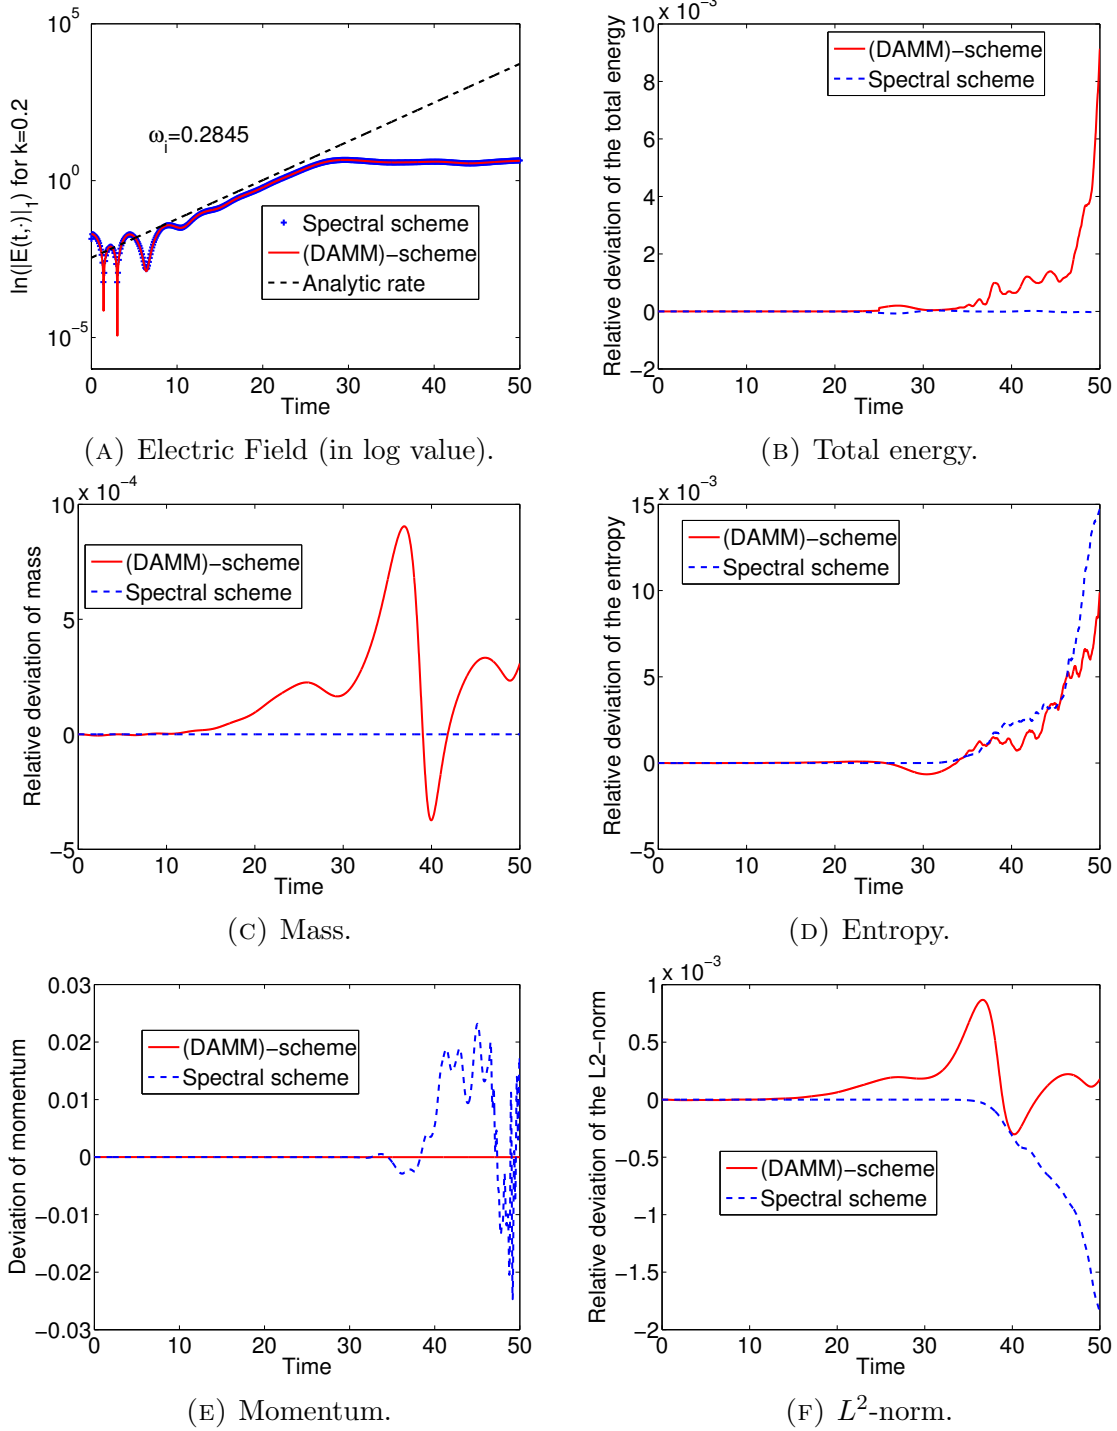 10^5
10^0
10^−5
ln(|E(t,·)|_1) for k=0.2
ω_i=0.2845
Spectral scheme
(DAMM)−scheme
Analytic rate
0 10 20 30 40 50
Time
(A) Electric Field (in log value).
x 10^−3
10
8
6
4
2
0
−2
Relative deviation of the total energy
(DAMM)−scheme
Spectral scheme
0 10 20 30 40 50
Time
(B) Total energy.
x 10^−4
10
5
0
−5
Relative deviation of mass
(DAMM)−scheme
Spectral scheme
0 10 20 30 40 50
Time
(C) Mass.
x 10^−3
15
10
5
0
−5
Relative deviation of the entropy
(DAMM)−scheme
Spectral scheme
0 10 20 30 40 50
Time
(D) Entropy.
0.03
0.02
0.01
0
−0.01
−0.02
−0.03
Deviation of momentum
(DAMM)−scheme
Spectral scheme
0 10 20 30 40 50
Time
(E) Momentum.
x 10^−3
1
0.5
0
−0.5
−1
−1.5
−2
Relative deviation of the L2−norm
(DAMM)−scheme
Spectral scheme
0 10 20 30 40 50
Time
(F) L²-norm.